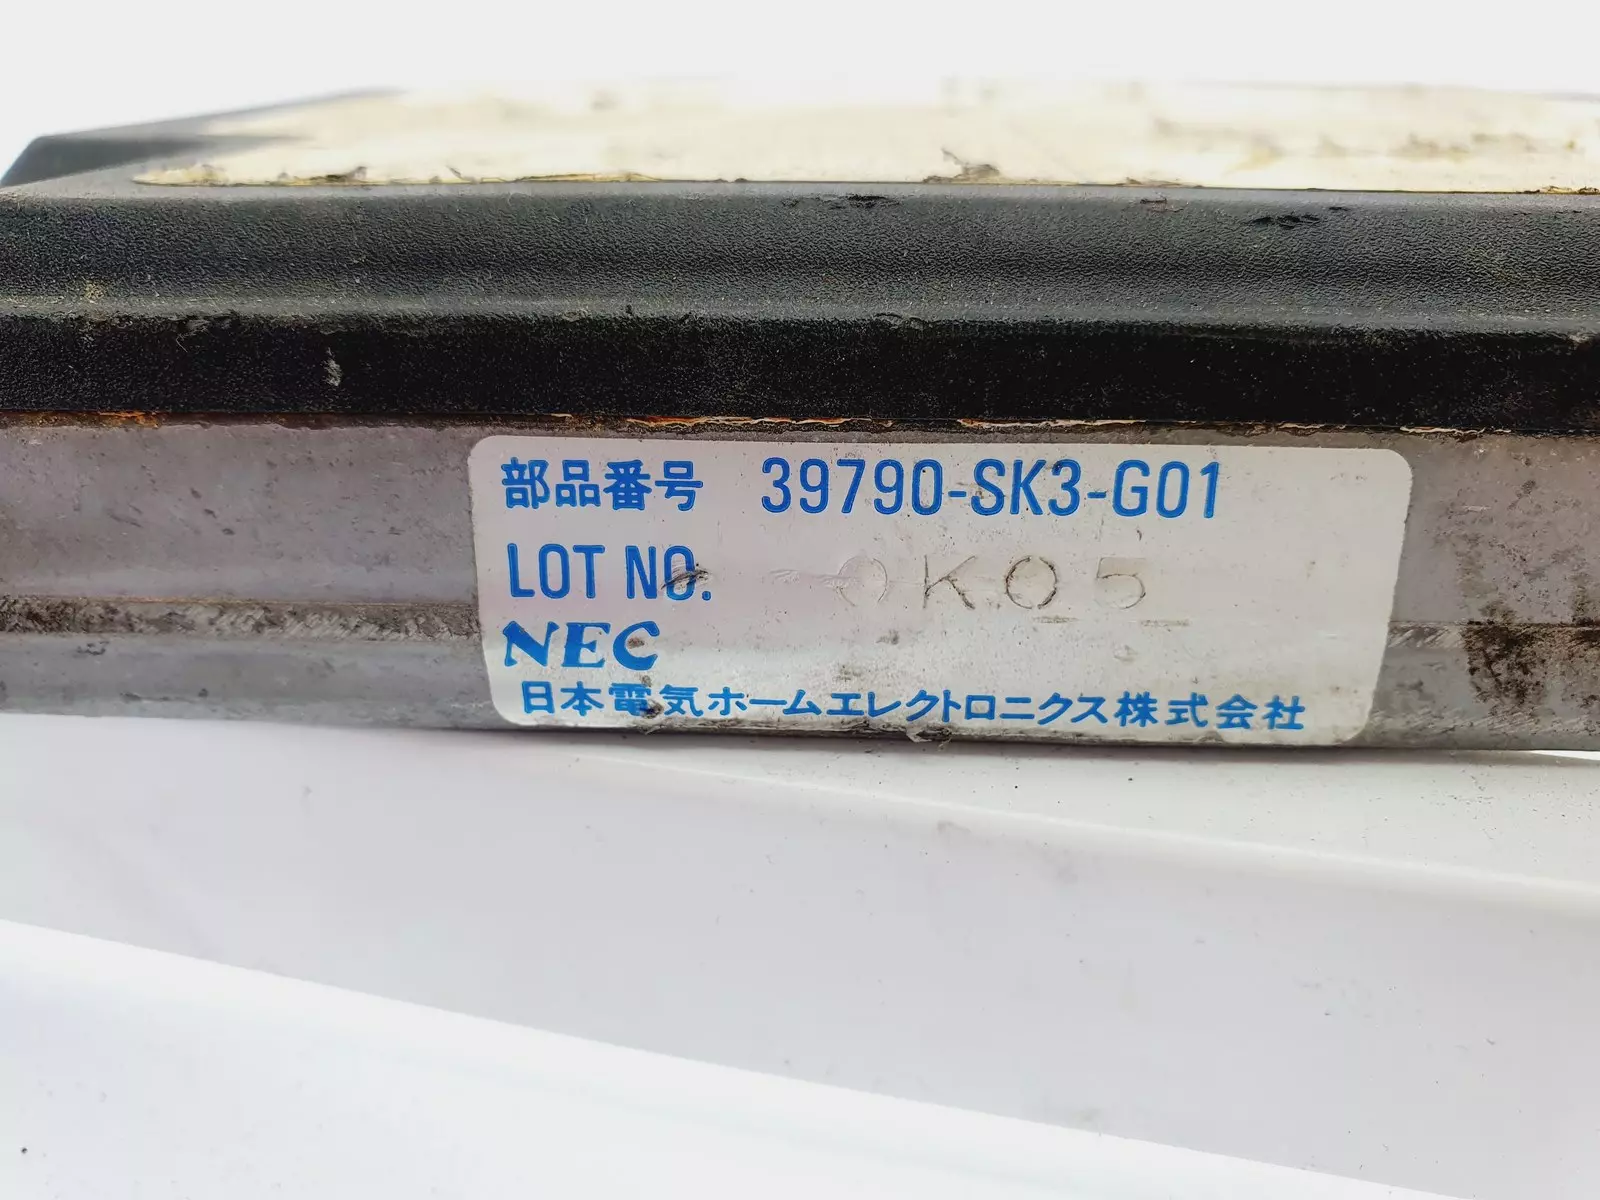 部品番号 39790-SK3-G01
LOT NO. 0K05
NEC
日本電気ホームエレクトロニクス株式会社